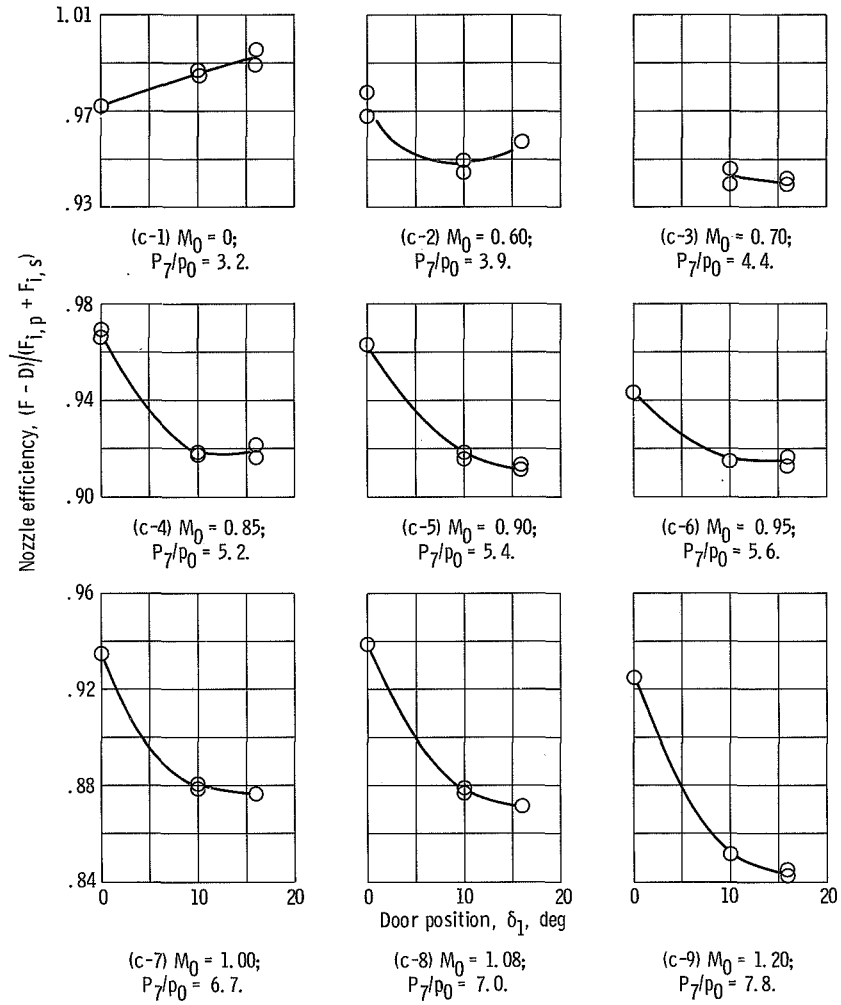 1.01
.97
.93
(c-1) M0 = 0;
P7/p0 = 3.2.
(c-2) M0 = 0.60;
P7/p0 = 3.9.
(c-3) M0 = 0.70;
P7/p0 = 4.4.
Nozzle efficiency, (F - D)/(Fi, p + Fi, s)
.98
.94
.90
(c-4) M0 = 0.85;
P7/p0 = 5.2.
(c-5) M0 = 0.90;
P7/p0 = 5.4.
(c-6) M0 = 0.95;
P7/p0 = 5.6.
.96
.92
.88
.84
0 10 20
0 10 20
0 10 20
Door position, δ1, deg
(c-7) M0 = 1.00;
P7/p0 = 6.7.
(c-8) M0 = 1.08;
P7/p0 = 7.0.
(c-9) M0 = 1.20;
P7/p0 = 7.8.